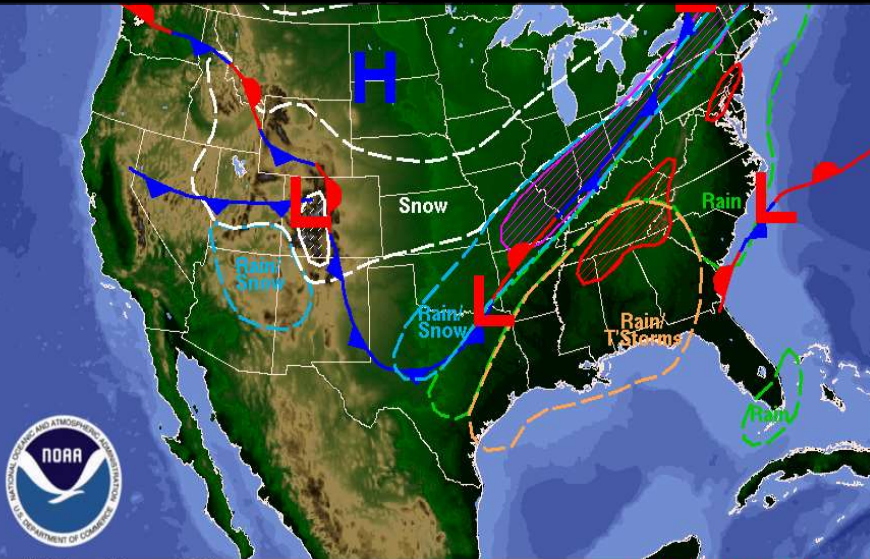 H
L
Snow
Rain
L
Rain/
Snow
L
Rain/
Snow
Rain/
T'Storms
Rain
NATIONAL OCEANIC AND ATMOSPHERIC ADMINISTRATION
NOAA
U.S. DEPARTMENT OF COMMERCE